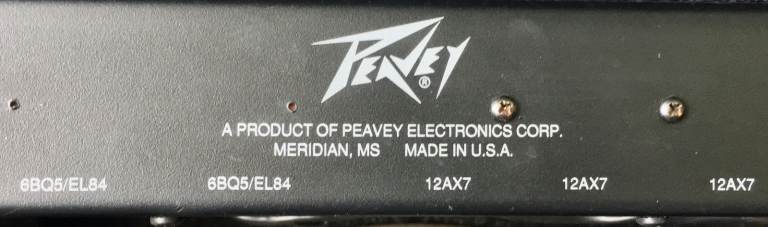 PEAVEY®
A PRODUCT OF PEAVEY ELECTRONICS CORP.
MERIDIAN, MS MADE IN U.S.A.
6BQ5/EL84 6BQ5/EL84 12AX7 12AX7 12AX7